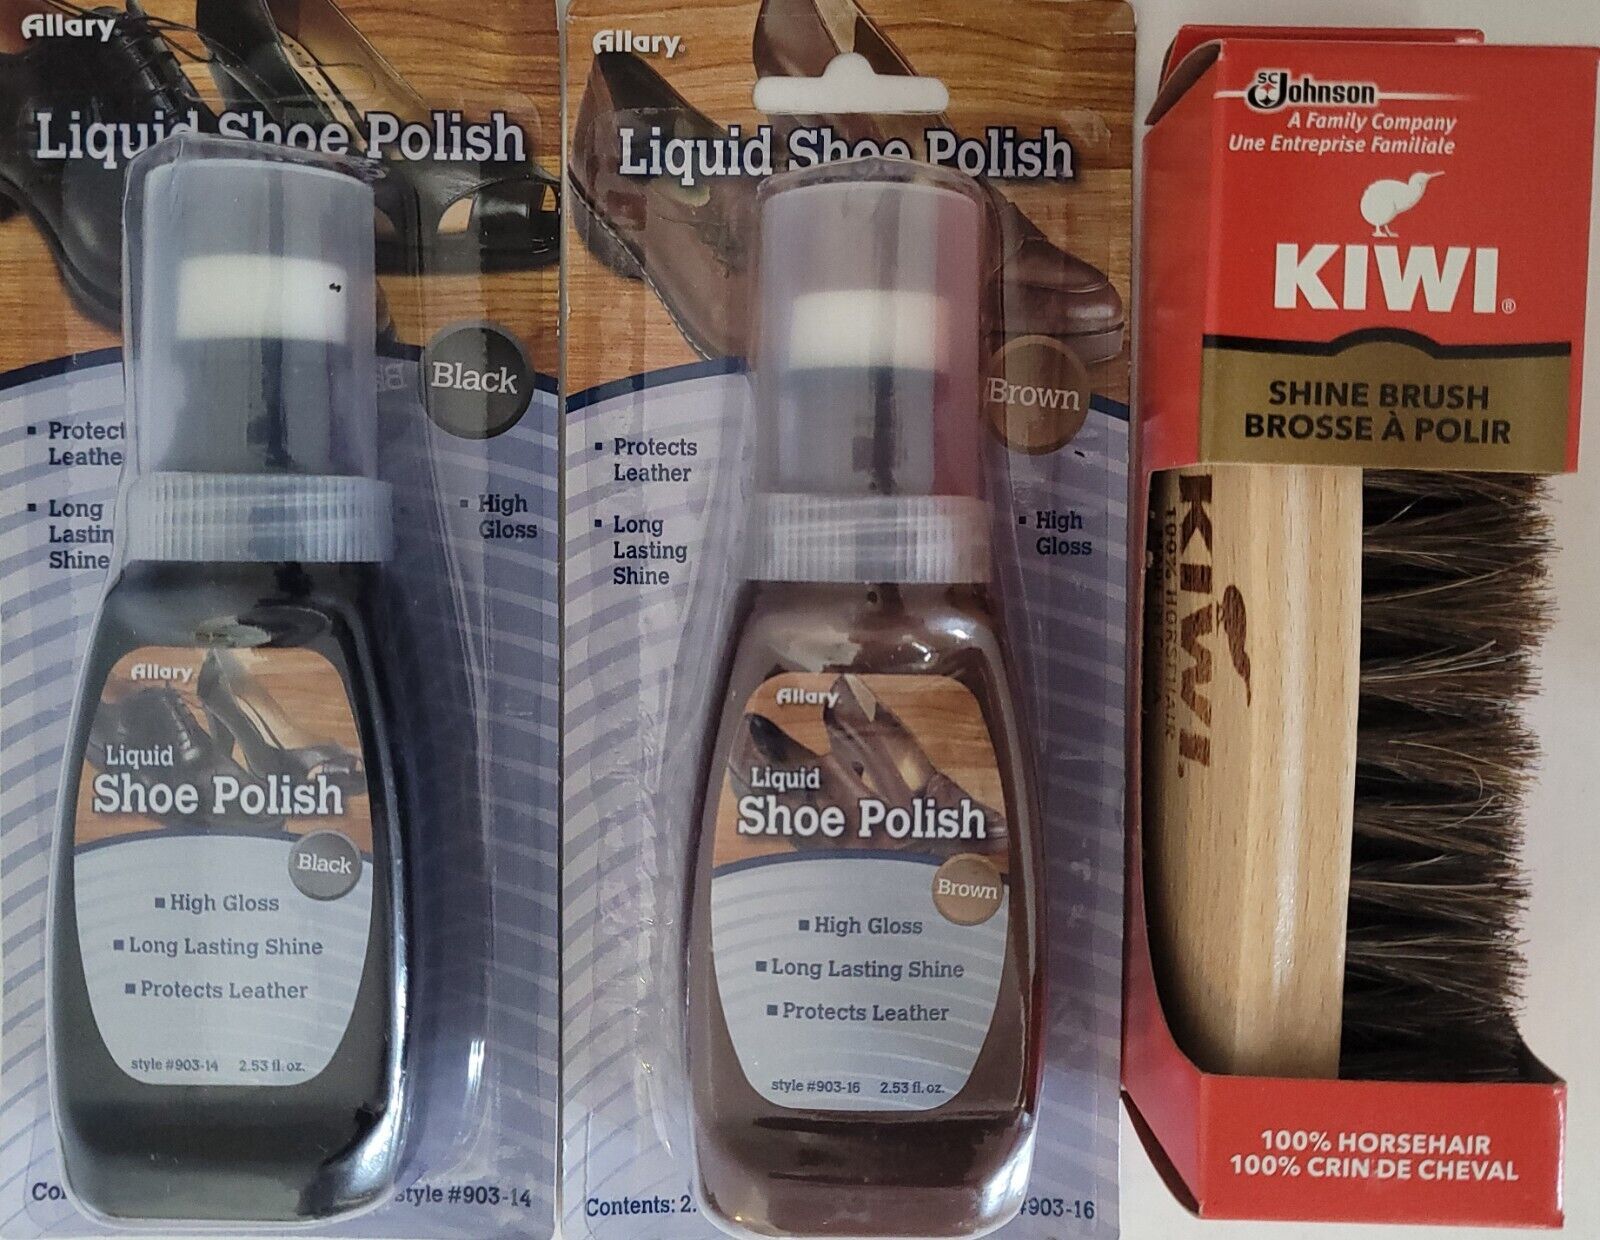 Allary®
Liquid Shoe Polish
Black
Protect
Leathe
Long
Lastin
Shine
High
Gloss
Allary
Liquid
Shoe Polish
Black
High Gloss
Long Lasting Shine
Protects Leather
style #903-14 2.53 fl. oz.
style #903-14
Allary®
Liquid Shoe Polish
Brown
Protects
Leather
Long
Lasting
Shine
High
Gloss
Allary
Liquid
Shoe Polish
Brown
High Gloss
Long Lasting Shine
Protects Leather
style #903-16 2.53 fl. oz.
Contents: 2. #903-16
SC Johnson
A Family Company
Une Entreprise Familiale
KIWI®
SHINE BRUSH
BROSSE À POLIR
KIWI
100% HORSEHAIR
100% HORSEHAIR
100% CRIN DE CHEVAL